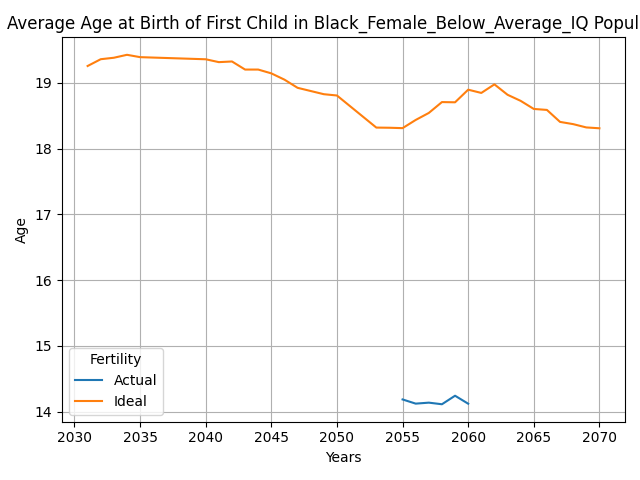 Average Age at Birth of First Child in Black_Female_Below_Average_IQ Popul
19
18
17
16
15
14
Age
Fertility
Actual
Ideal
2030 2035 2040 2045 2050 2055 2060 2065 2070
Years